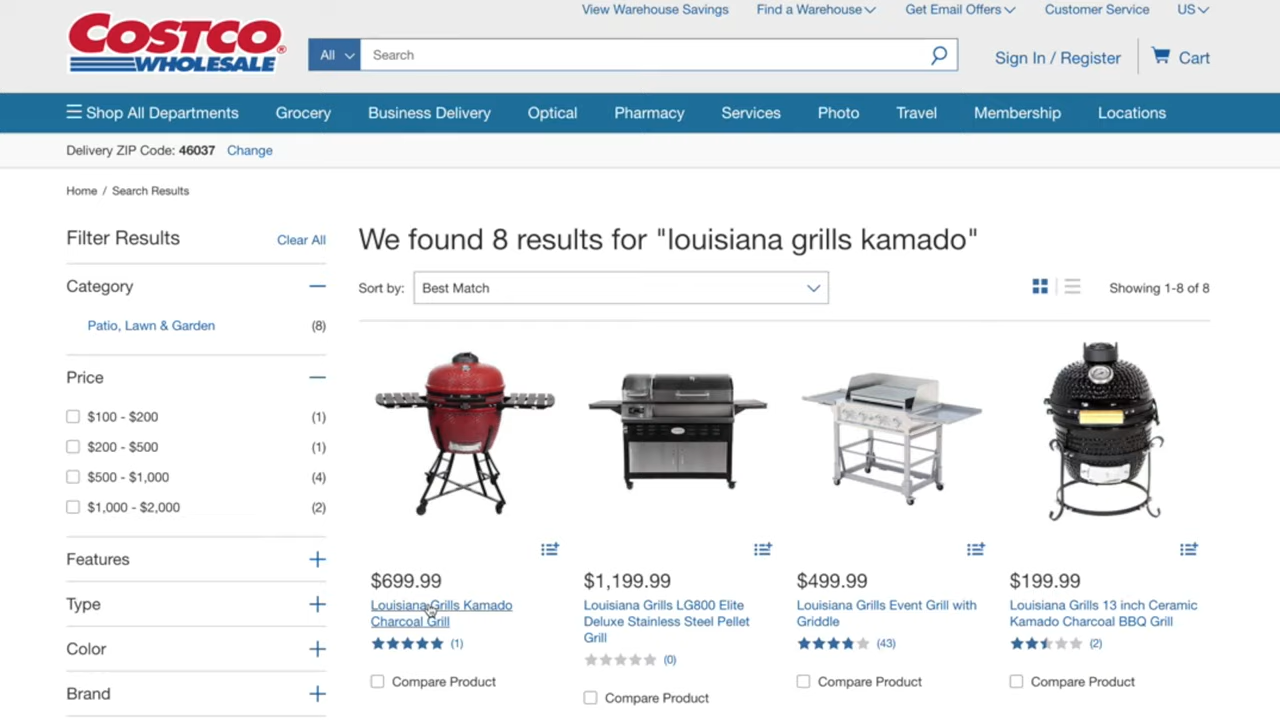 View Warehouse Savings Find a Warehouse Get Email Offers Customer Service US
COSTCO
WHOLESALE
All Search Sign In / Register Cart
Shop All Departments Grocery Business Delivery Optical Pharmacy Services Photo Travel Membership Locations
Delivery ZIP Code: 46037 Change
Home / Search Results
Filter Results Clear All
Category
Patio, Lawn & Garden (8)
Price
$100 - $200 (1)
$200 - $500 (1)
$500 - $1,000 (4)
$1,000 - $2,000 (2)
Features
Type
Color
Brand
We found 8 results for "louisiana grills kamado"
Sort by: Best Match Showing 1-8 of 8
$699.99
Louisiana Grills Kamado
Charcoal Grill
(1)
Compare Product
$1,199.99
Louisiana Grills LG800 Elite
Deluxe Stainless Steel Pellet
Grill
(0)
Compare Product
$499.99
Louisiana Grills Event Grill with
Griddle
(43)
Compare Product
$199.99
Louisiana Grills 13 inch Ceramic
Kamado Charcoal BBQ Grill
(2)
Compare Product